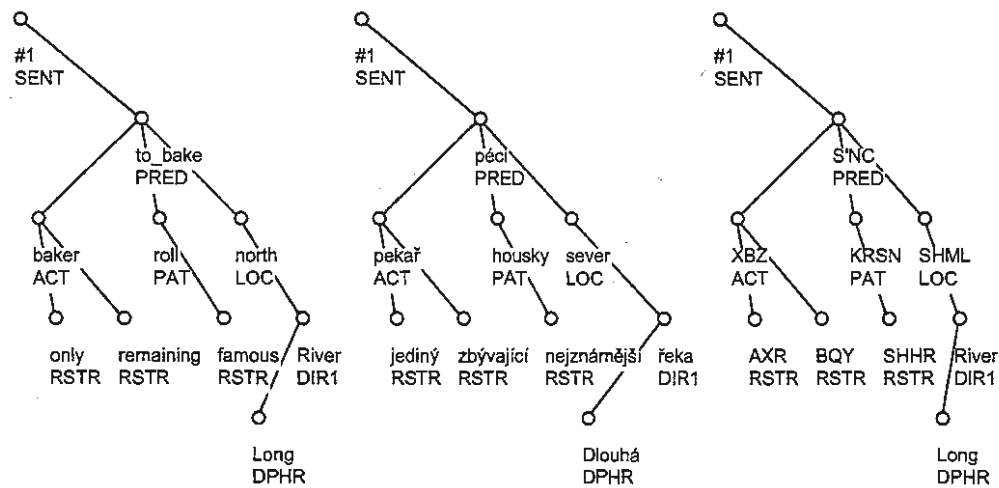 #1
SENT
to_bake
PRED
baker
ACT
roll
PAT
north
LOC
only
RSTR
remaining
RSTR
famous
RSTR
River
DIR1
Long
DPHR
#1
SENT
péci
PRED
pekař
ACT
housky
PAT
sever
LOC
jediný
RSTR
zbývající
RSTR
nejznámější
RSTR
řeka
DIR1
Dlouhá
DPHR
#1
SENT
S'NC
PRED
XBZ
ACT
KRSN
PAT
SHML
LOC
AXR
RSTR
BQY
RSTR
SHHR
RSTR
River
DIR1
Long
DPHR